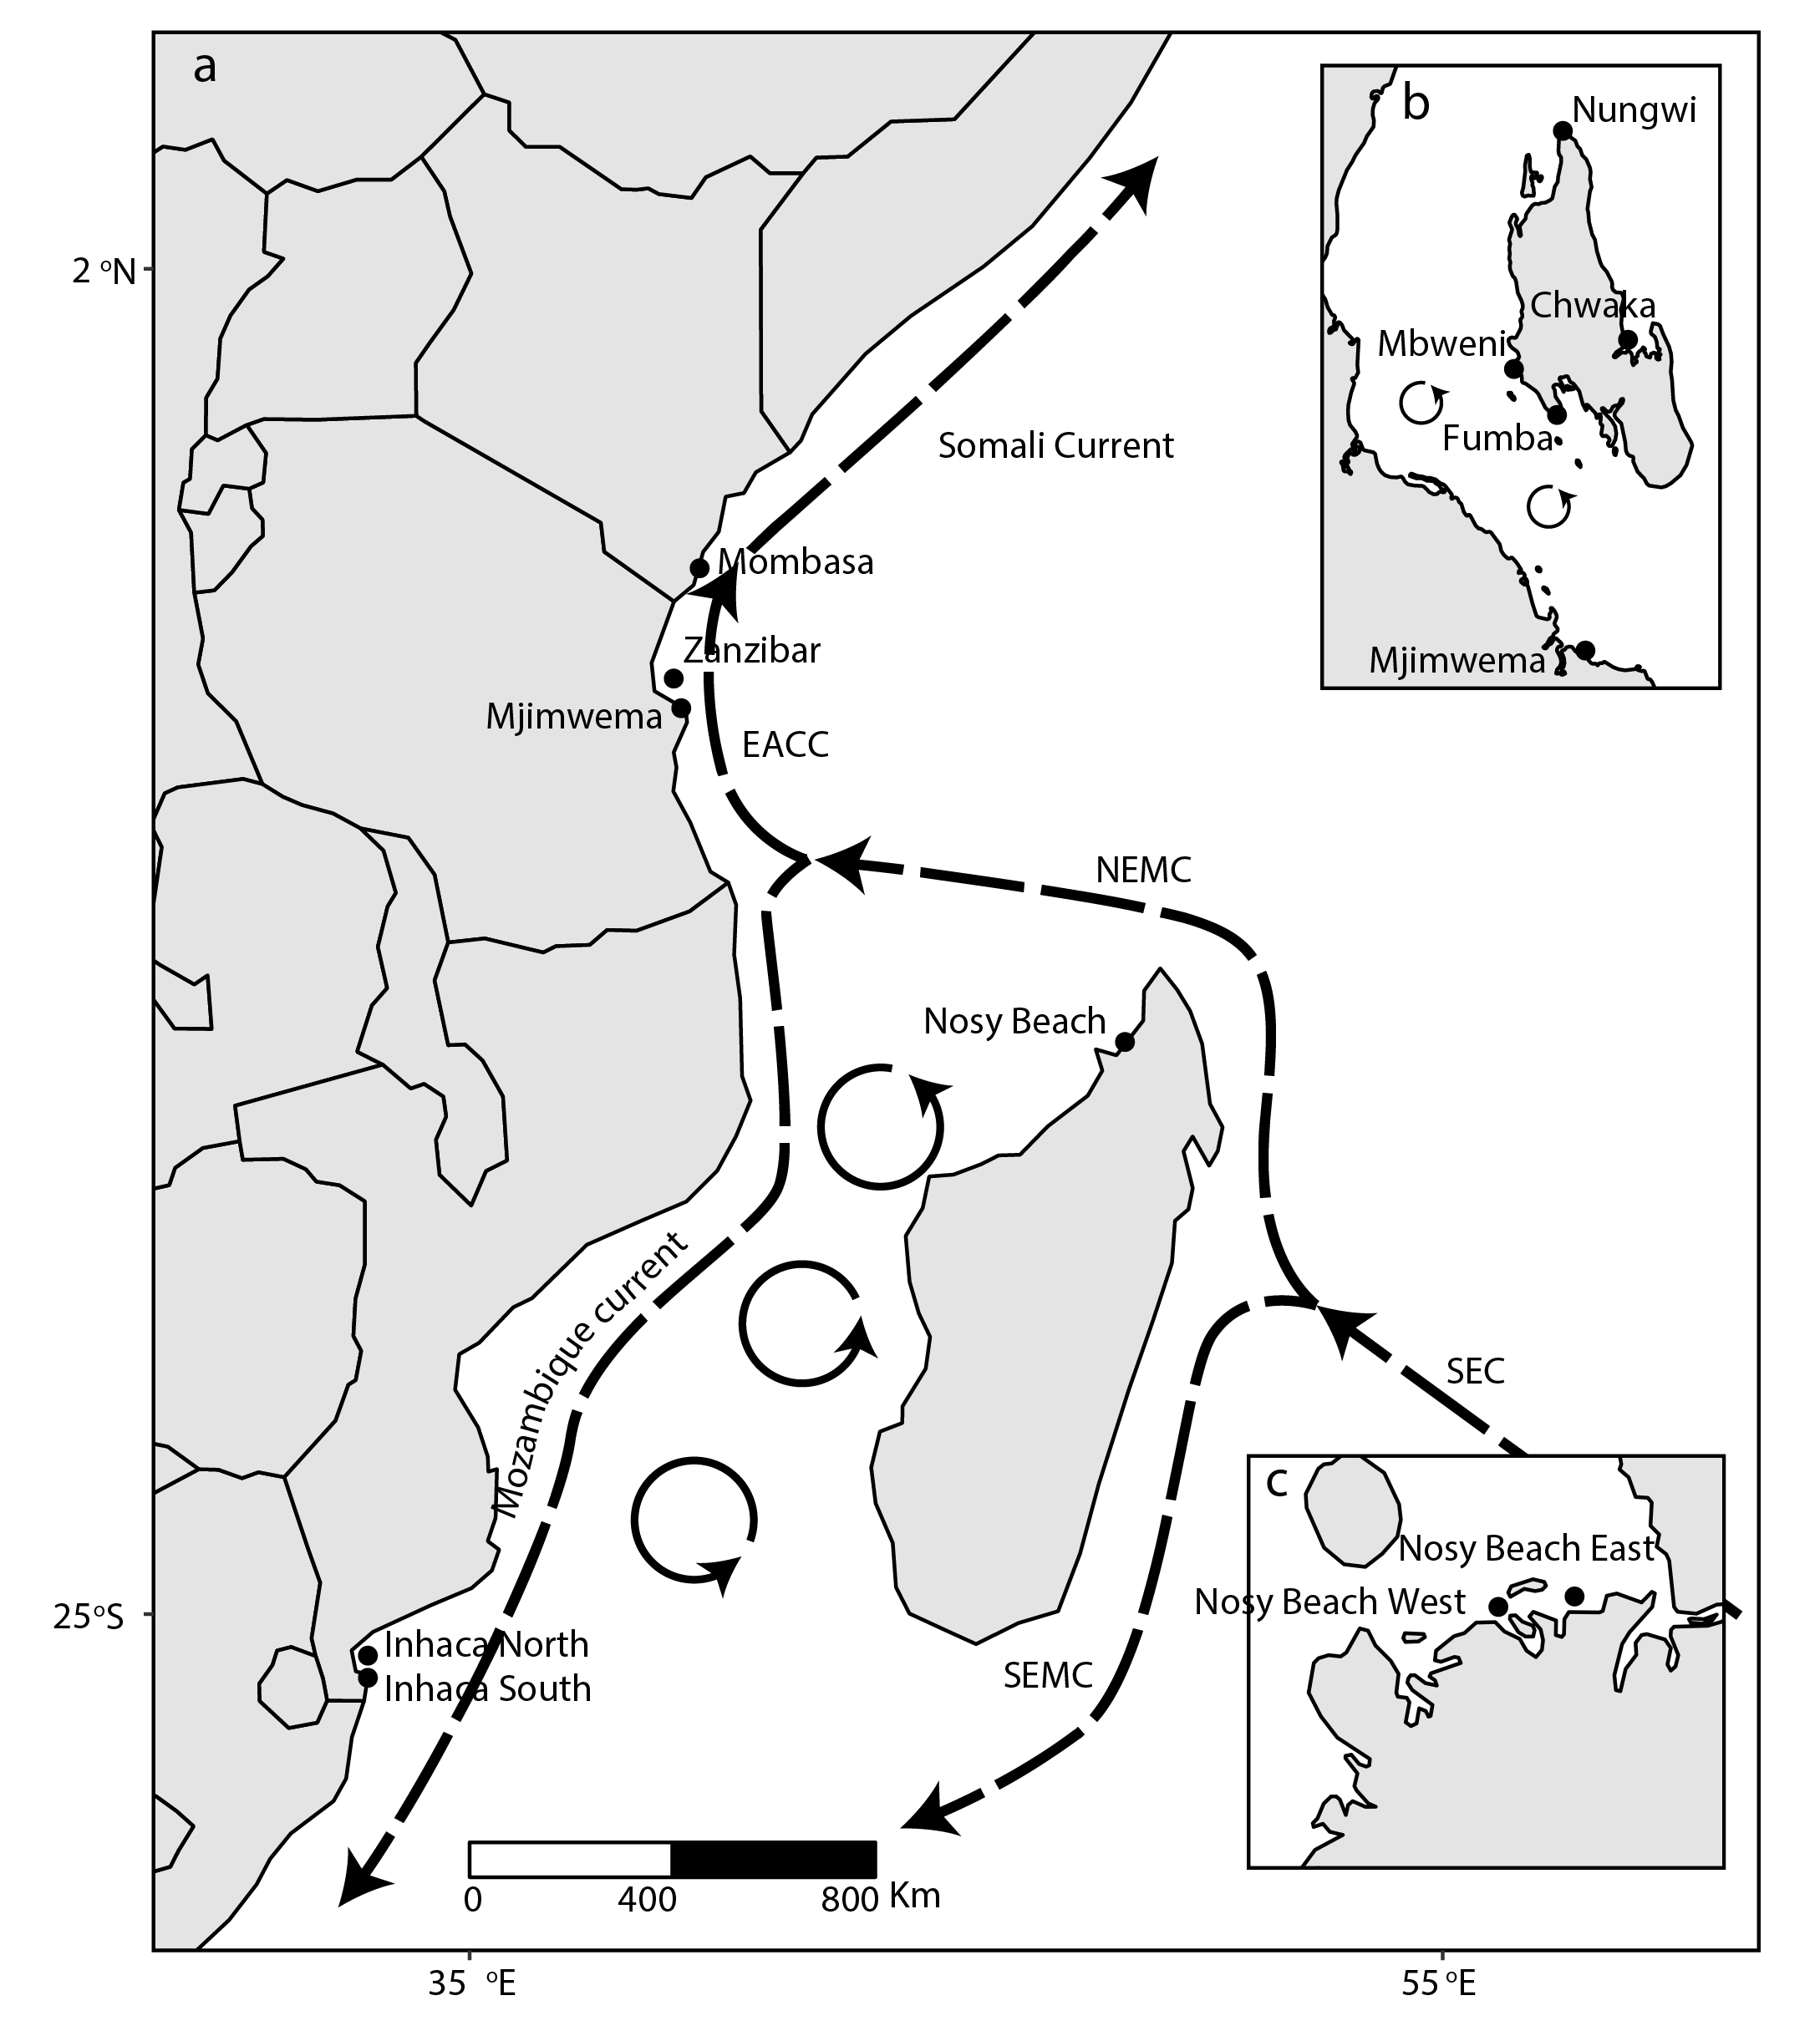 a
b
Nungwi
Chwaka
Mbweni
Fumba
Mjimwema
2 °N
Somali Current
Mombasa
Zanzibar
Mjimwema
EACC
NEMC
Nosy Beach
Mozambique current
SEC
c
Nosy Beach East
Nosy Beach West
25°S
Inhaca North
Inhaca South
SEMC
0 400 800 Km
35 °E
55 °E